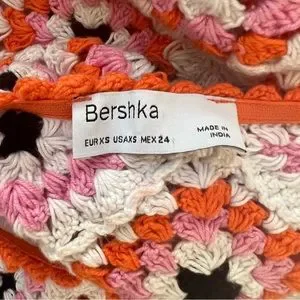 Bershka
EUR XS USA XS MEX 24
MADE IN
INDIA